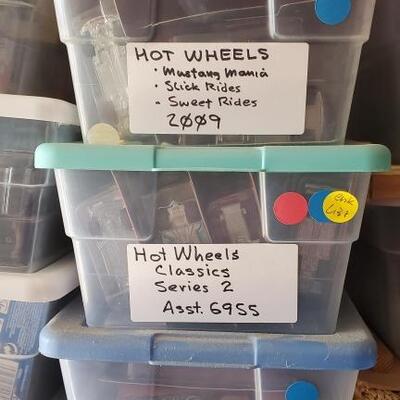 HOT WHEELS
• Mustang Mania
• Slick Rides
• Sweet Rides
2009
Hot Wheels
Classics
Series 2
Asst. 6955